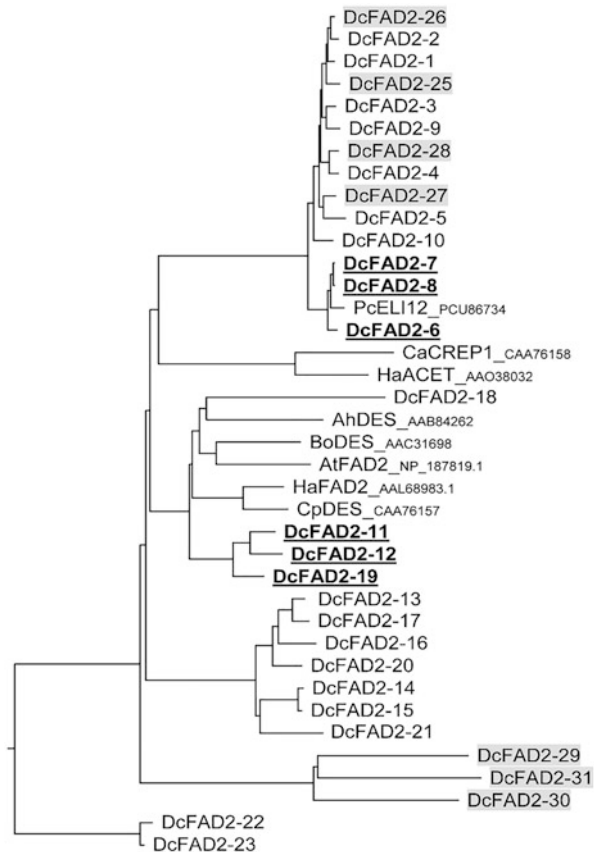 DcFAD2-26
DcFAD2-2
DcFAD2-1
DcFAD2-25
DcFAD2-3
DcFAD2-9
DcFAD2-28
DcFAD2-4
DcFAD2-27
DcFAD2-5
DcFAD2-10
DcFAD2-7
DcFAD2-8
PcELI12_PCU86734
DcFAD2-6
CaCREP1_CAA76158
HaACET_AAO38032
DcFAD2-18
AhDES_AAB84262
BoDES_AAC31698
AtFAD2_NP_187819.1
HaFAD2_AAL68983.1
CpDES_CAA76157
DcFAD2-11
DcFAD2-12
DcFAD2-19
DcFAD2-13
DcFAD2-17
DcFAD2-16
DcFAD2-20
DcFAD2-14
DcFAD2-15
DcFAD2-21
DcFAD2-29
DcFAD2-31
DcFAD2-30
DcFAD2-22
DcFAD2-23